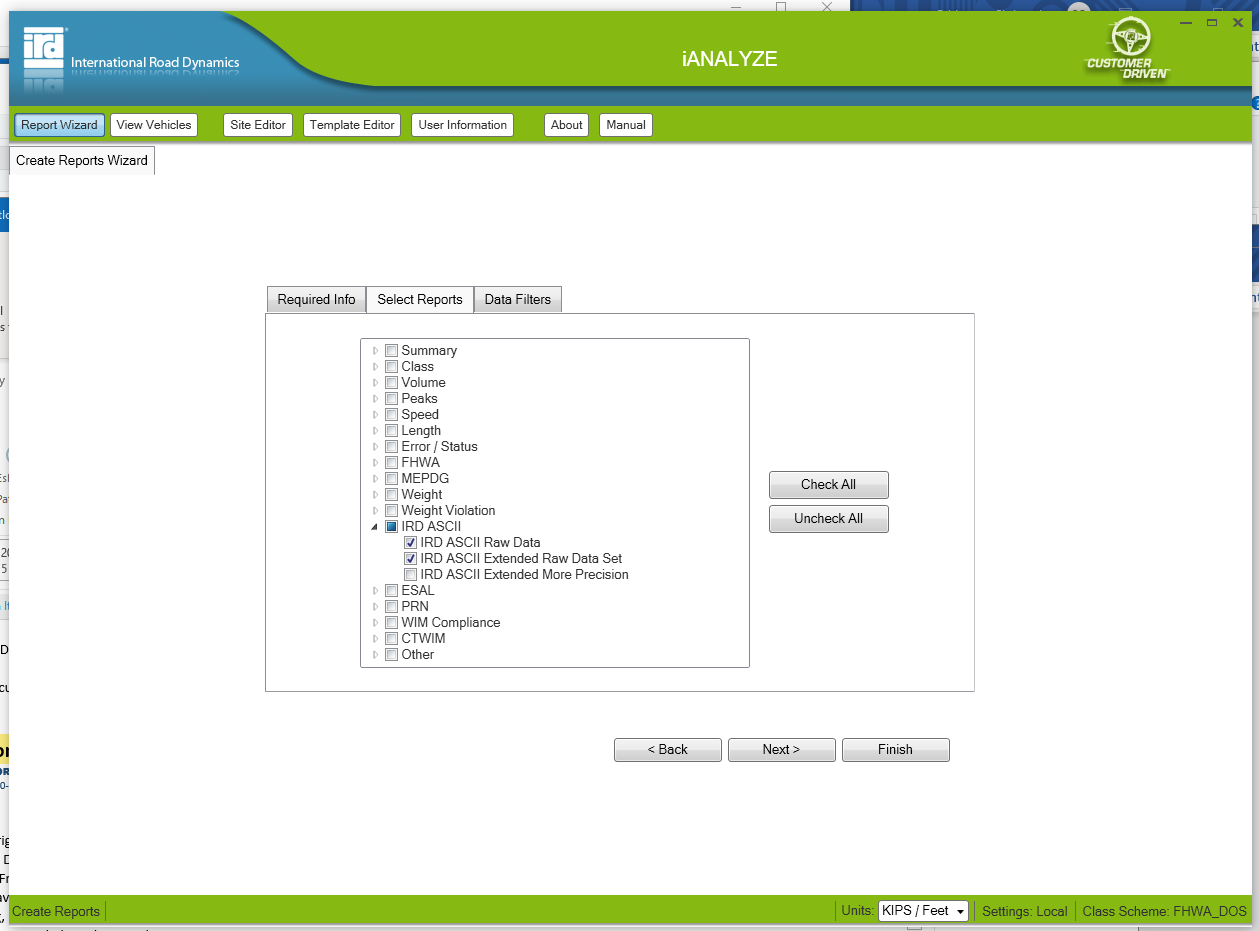 ird
International Road Dynamics
iANALYZE
CUSTOMER
DRIVEN
Report Wizard
View Vehicles
Site Editor
Template Editor
User Information
About
Manual
Create Reports Wizard
Required Info
Select Reports
Data Filters
Summary
Class
Volume
Peaks
Speed
Length
Error / Status
FHWA
MEPDG
Weight
Weight Violation
IRD ASCII
IRD ASCII Raw Data
IRD ASCII Extended Raw Data Set
IRD ASCII Extended More Precision
ESAL
PRN
WIM Compliance
CTWIM
Other
Check All
Uncheck All
< Back
Next >
Finish
Create Reports
Units: KIPS / Feet
Settings: Local
Class Scheme: FHWA_DOS